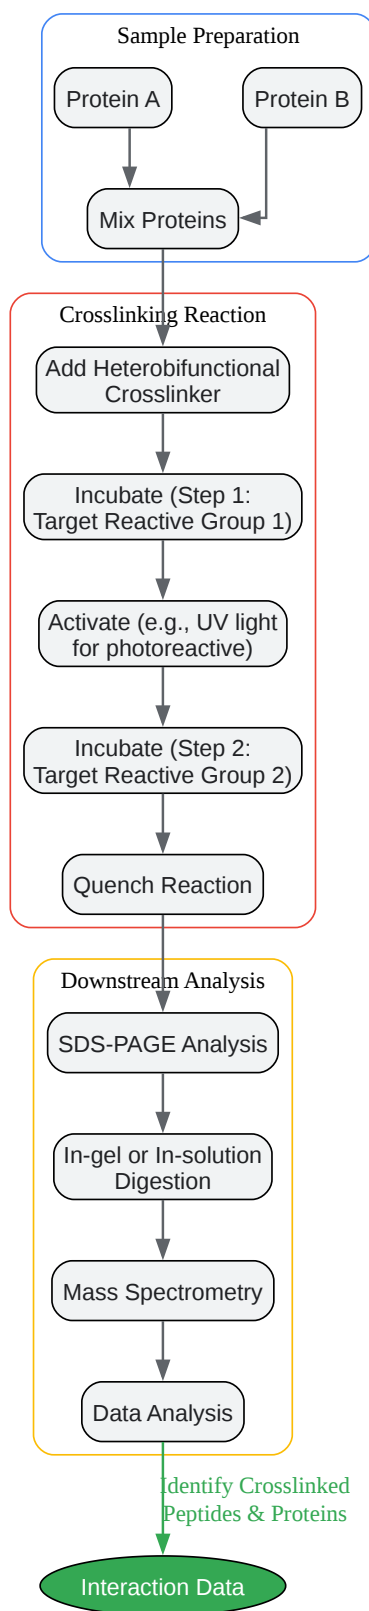 Sample Preparation
Protein A
Protein B
Mix Proteins
Crosslinking Reaction
Add Heterobifunctional
Crosslinker
Incubate (Step 1:
Target Reactive Group 1)
Activate (e.g., UV light
for photoreactive)
Incubate (Step 2:
Target Reactive Group 2)
Quench Reaction
Downstream Analysis
SDS-PAGE Analysis
In-gel or In-solution
Digestion
Mass Spectrometry
Data Analysis
Identify Crosslinked
Peptides & Proteins
Interaction Data